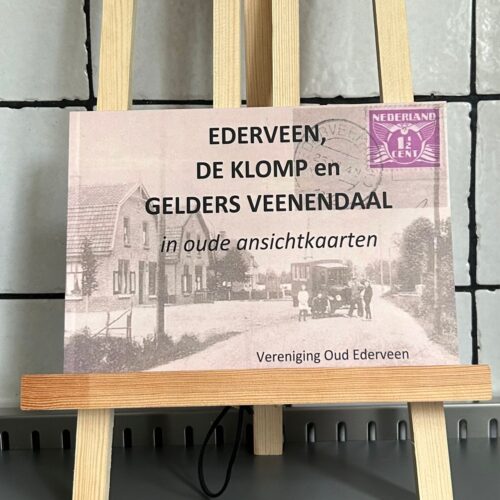 EDERVEEN,
DE KLOMP en
GELDERS VEENENDAAL
in oude ansichtkaarten
NEDERLAND
1½
CENT
Vereniging Oud Ederveen